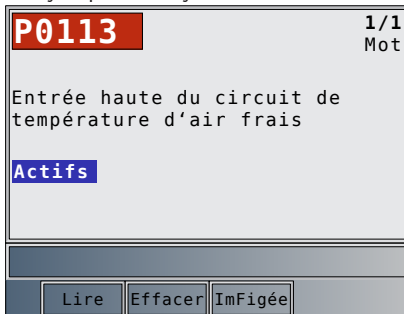 P0113
1/1
Mot
Entrée haute du circuit de
température d‘air frais
Actifs
Lire
Effacer
ImFigée